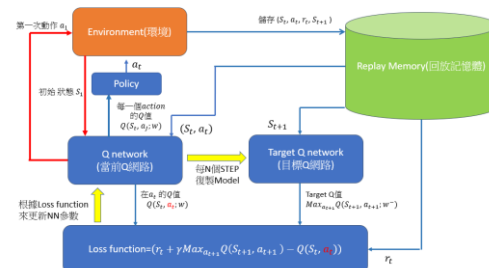 第一次動作 a₁
Environment(環境)
儲存 (Sₜ, aₜ, rₜ, Sₜ₊₁)
aₜ
Policy
Replay Memory(回放記憶體)
初始 狀態 S₁
每一個action
的Q值
Q(Sₜ, aⱼ; w)
(Sₜ, aₜ)
Sₜ₊₁
Q network
(當前Q網路)
每N個STEP
復製Model
Target Q network
(目標Q網路)
根據Loss function
來更新NN參數
在aₜ 的Q值
Q(Sₜ, aₜ; w)
Target Q值
Maxₐₜ₊₁Q(Sₜ₊₁, aₜ₊₁; w⁻)
Loss function=(rₜ + γMaxₐₜ₊₁Q(Sₜ₊₁, aₜ₊₁) − Q(Sₜ, aₜ))
rₜ